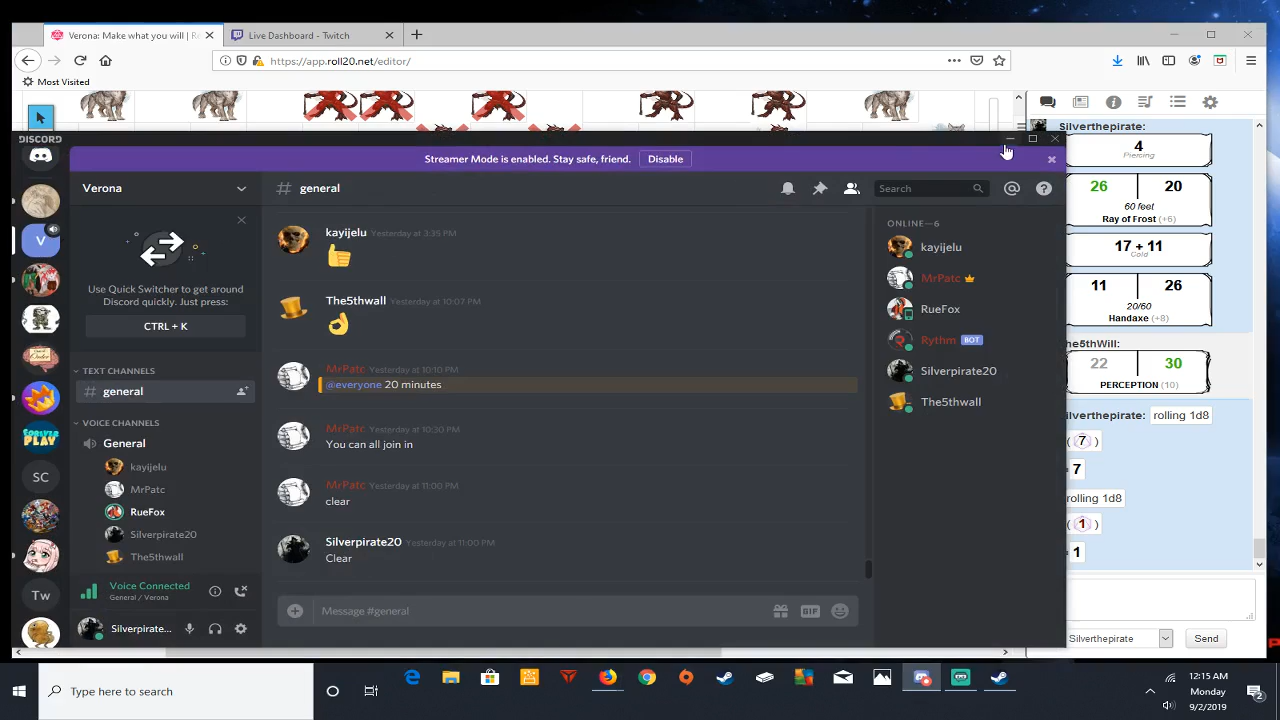 Verona: Make what you will | R
Live Dashboard - Twitch
https://app.roll20.net/editor/
Most Visited
DISCORD
Streamer Mode is enabled. Stay safe, friend.
Disable
Verona
# general
Search
Use Quick Switcher to get around
Discord quickly. Just press:
CTRL + K
TEXT CHANNELS
# general
VOICE CHANNELS
General
kayijelu
MrPatc
RueFox
Silverpirate20
The5thwall
SC
Tw
Voice Connected
General / Verona
Silverpirate...
kayijelu Yesterday at 3:35 PM
The5thwall Yesterday at 10:07 PM
MrPatc Yesterday at 10:10 PM
@everyone 20 minutes
MrPatc Yesterday at 10:30 PM
You can all join in
MrPatc Yesterday at 11:00 PM
clear
Silverpirate20 Yesterday at 11:00 PM
Clear
Message #general
GIF
ONLINE—6
kayijelu
MrPatc
RueFox
Rythm BOT
Silverpirate20
The5thwall
Silverthepirate:
4
Piercing
26 20
60 feet
Ray of Frost (+6)
17 + 11
Cold
11 26
20/60
Handaxe (+8)
he5thWill:
22 30
PERCEPTION (10)
ilverthepirate: rolling 1d8
( 7 )
= 7
rolling 1d8
( 1 )
= 1
Silverthepirate
Send
Type here to search
12:15 AM
Monday
9/2/2019
2